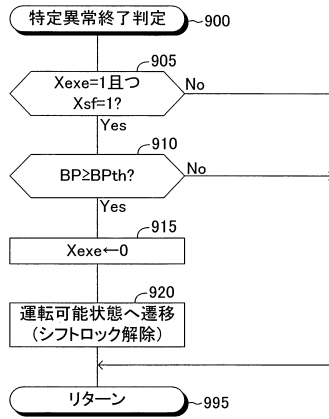 特定異常終了判定
900
905
Xexe=1且つ
Xsf=1?
No
Yes
910
BP≥BPth?
No
Yes
915
Xexe←0
920
運転可能状態へ遷移
(シフトロック解除)
リターン
995